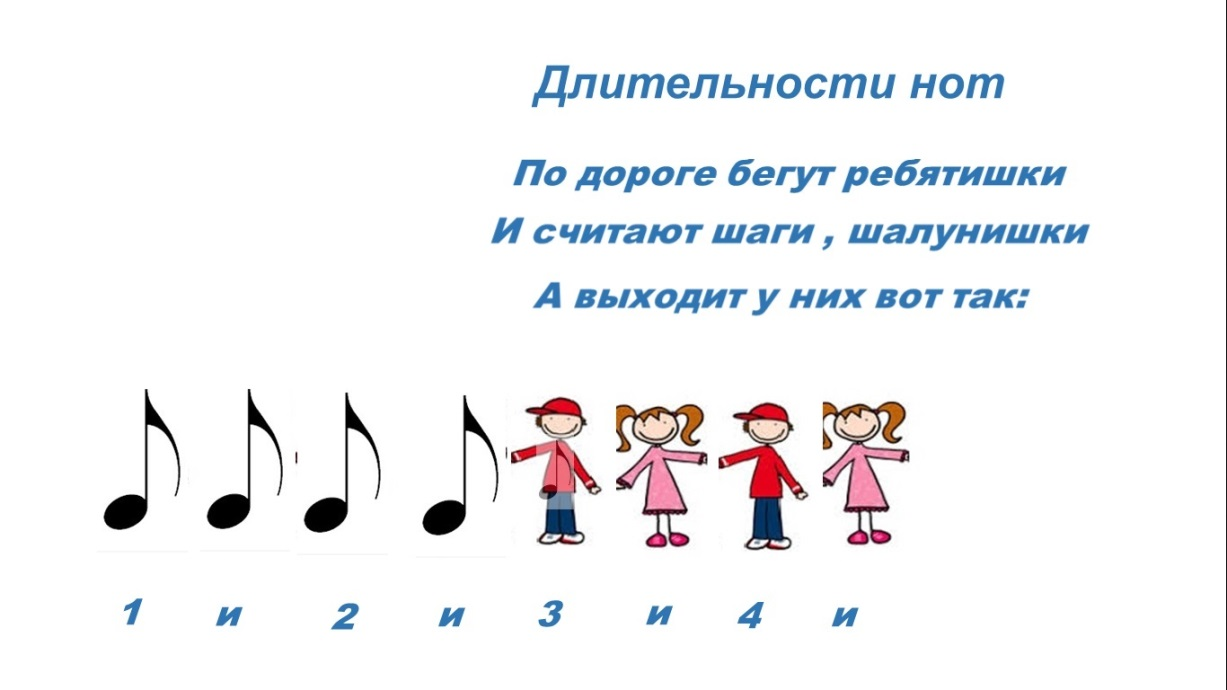 Длительности нот
По дороге бегут ребятишки
И считают шаги , шалунишки
А выходит у них вот так:
1 и 2 и 3 и 4 и